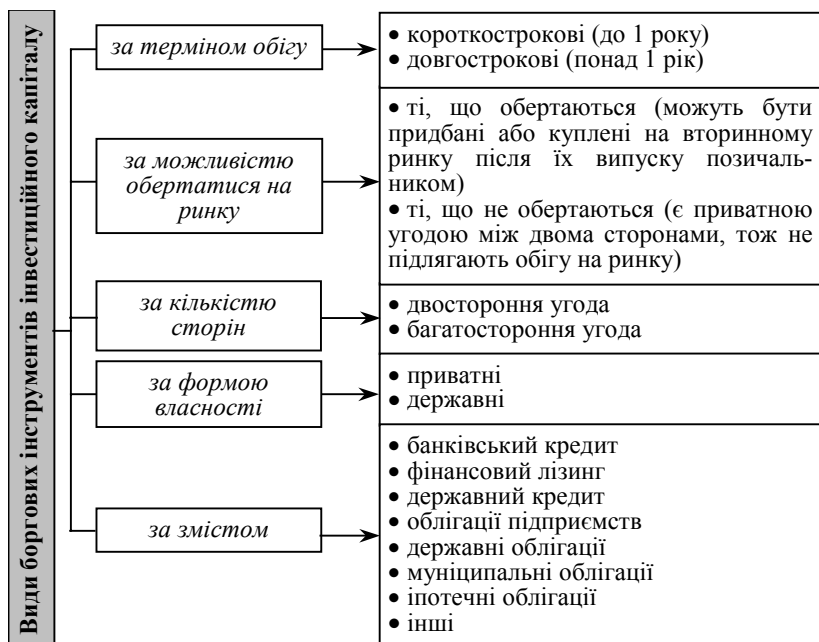 Види боргових інструментів інвестиційного капіталу
за терміном обігу
• короткострокові (до 1 року)
• довгострокові (понад 1 рік)
за можливістю
обертатися на
ринку
• ті, що обертаються (можуть бути
придбані або куплені на вторинному
ринку після їх випуску позичаль-
ником)
• ті, що не обертаються (є приватною
угодою між двома сторонами, тож не
підлягають обігу на ринку)
за кількістю
сторін
• двостороння угода
• багатостороння угода
за формою
власності
• приватні
• державні
за змістом
• банківський кредит
• фінансовий лізинг
• державний кредит
• облігації підприємств
• державні облігації
• муніципальні облігації
• іпотечні облігації
• інші